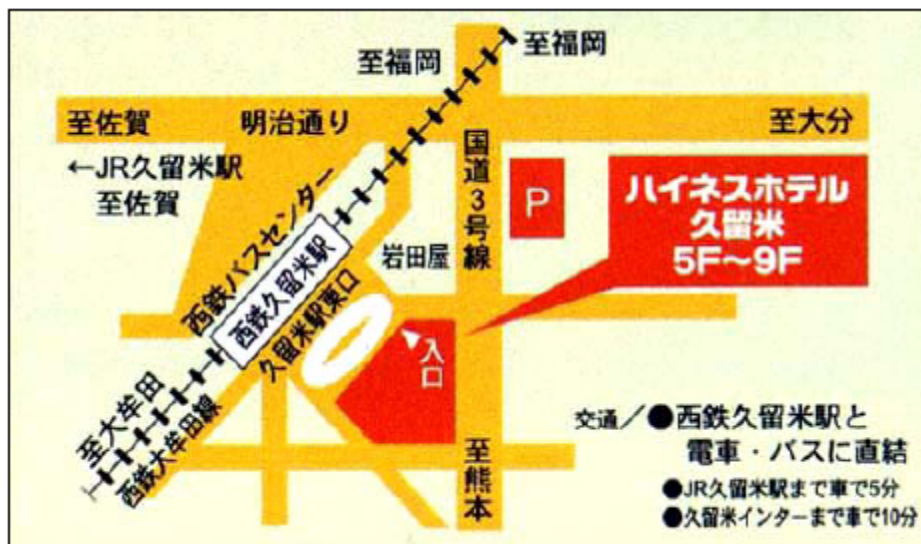 至福岡
至福岡
至佐賀
明治通り
至大分
←JR久留米駅
至佐賀
西鉄バスセンター
西鉄久留米駅
久留米駅東口
岩田屋
国道3号線
P
ハイネスホテル
久留米
5F～9F
入口
至大牟田
西鉄大牟田線
至熊本
交通／●西鉄久留米駅と
電車・バスに直結
●JR久留米駅まで車で5分
●久留米インターまで車で10分